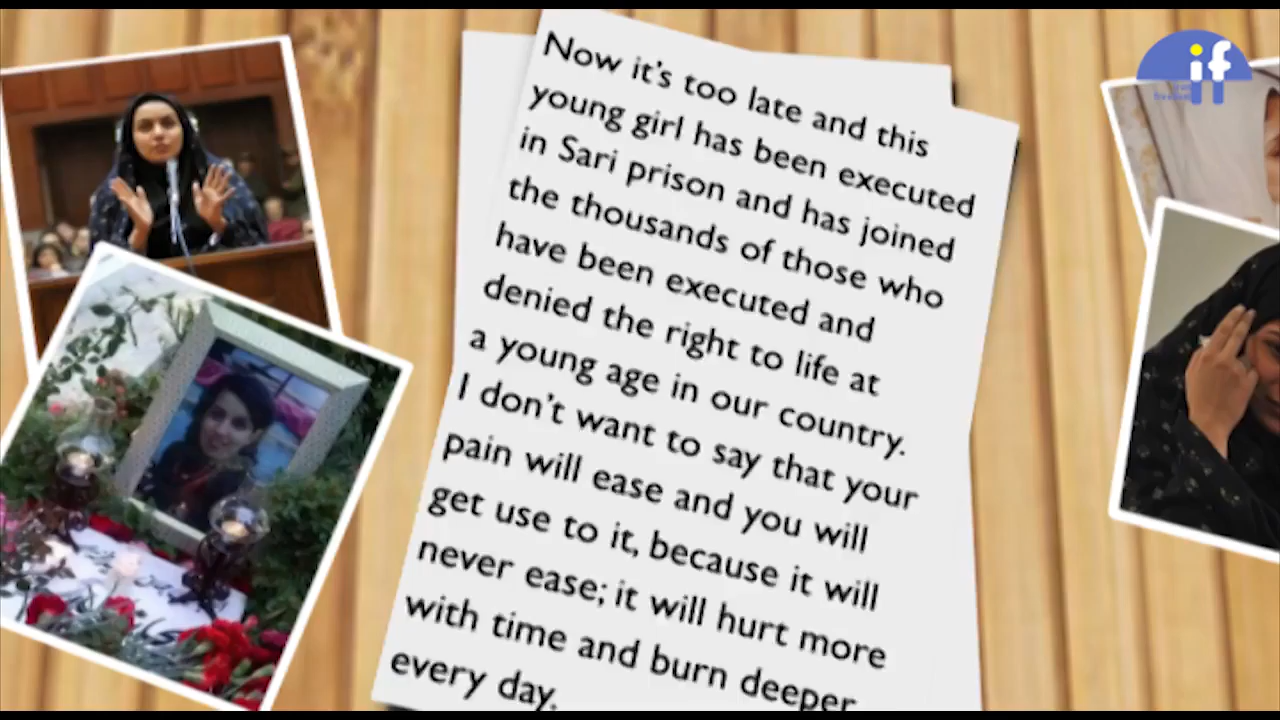 Now it's too late and this
young girl has been executed
in Sari prison and has joined
the thousands of those who
have been executed and
denied the right to life at
a young age in our country.
I don't want to say that your
pain will ease and you will
get use to it, because it will
never ease; it will hurt more
with time and burn deeper
every day.
if